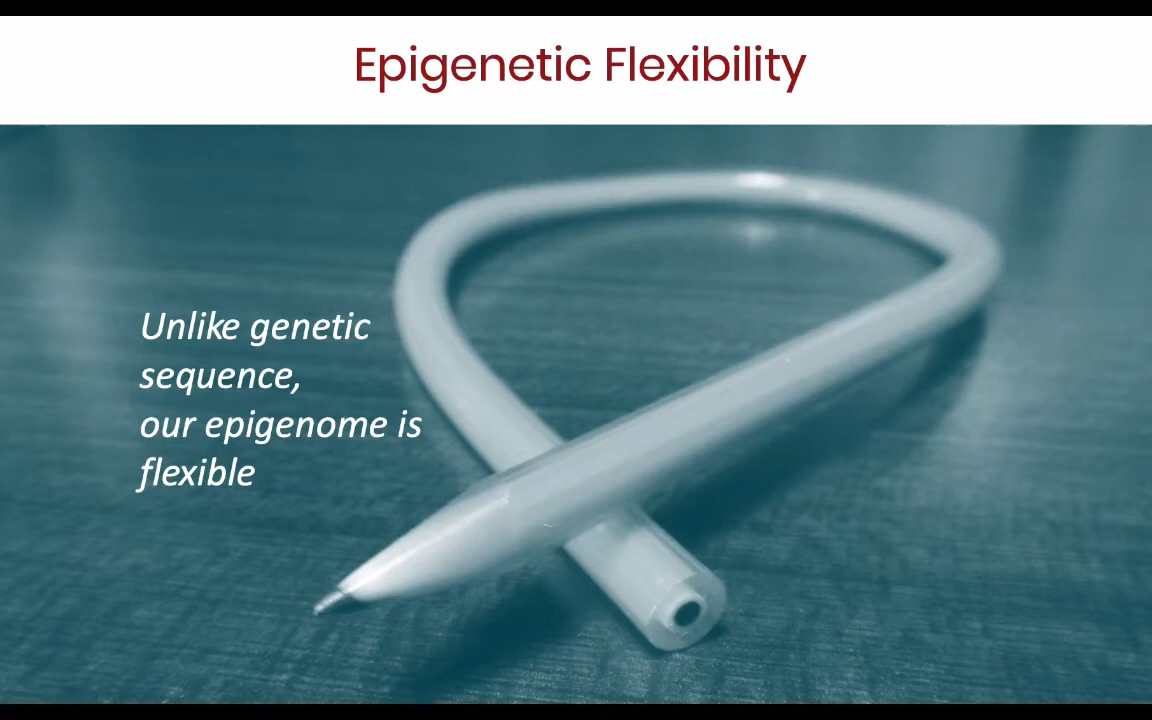 Epigenetic Flexibility
Unlike genetic
sequence,
our epigenome is
flexible